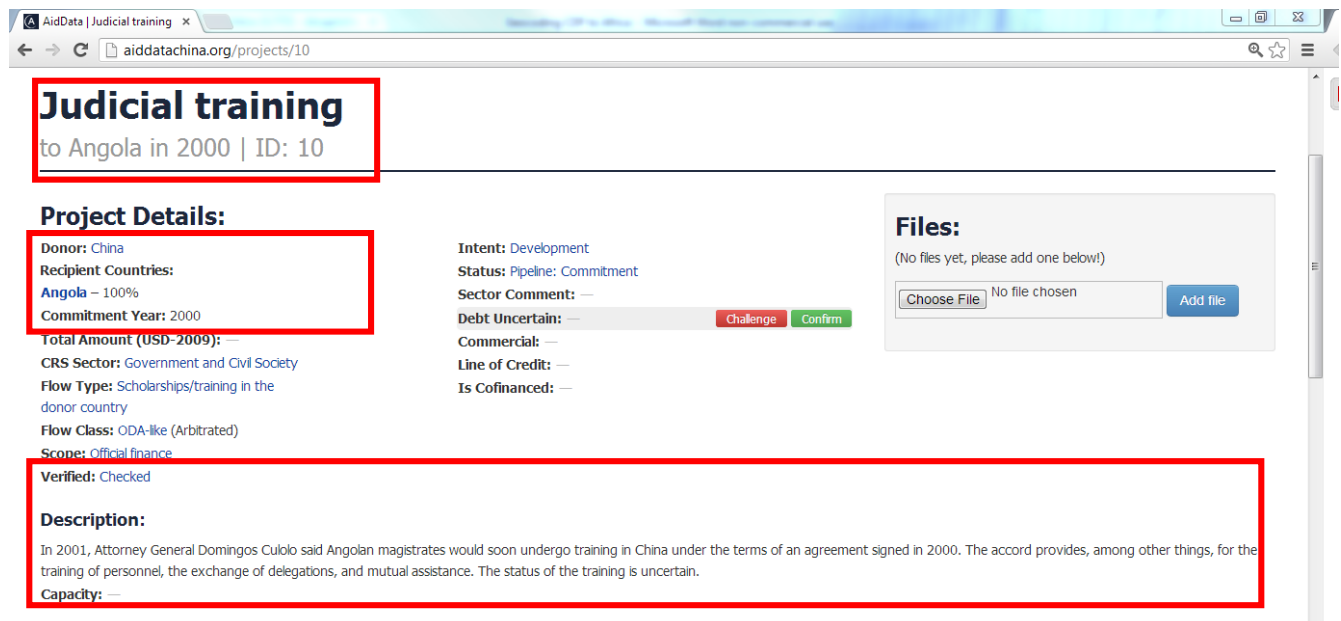 AidData | Judicial training
aiddatachina.org/projects/10
Judicial training
to Angola in 2000 | ID: 10
Project Details:
Donor: China
Recipient Countries:
Angola – 100%
Commitment Year: 2000
Total Amount (USD-2009): —
CRS Sector: Government and Civil Society
Flow Type: Scholarships/training in the
donor country
Flow Class: ODA-like (Arbitrated)
Scope: Official finance
Verified: Checked
Intent: Development
Status: Pipeline: Commitment
Sector Comment: —
Debt Uncertain: — Challenge Confirm
Commercial: —
Line of Credit: —
Is Cofinanced: —
Files:
(No files yet, please add one below!)
Choose File No file chosen Add file
Description:
In 2001, Attorney General Domingos Culolo said Angolan magistrates would soon undergo training in China under the terms of an agreement signed in 2000. The accord provides, among other things, for the
training of personnel, the exchange of delegations, and mutual assistance. The status of the training is uncertain.
Capacity: —